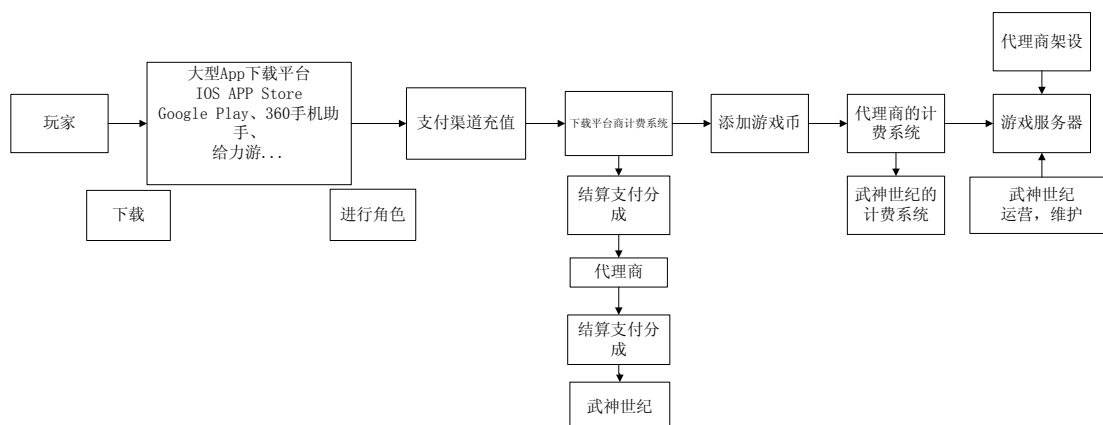 代理商架设
大型App下载平台
IOS APP Store
Google Play、360手机助
手、
给力游...
玩家
支付渠道充值
下载平台商计费系统
添加游戏币
代理商的计
费系统
游戏服务器
下载
进行角色
结算支付分
成
武神世纪的
计费系统
武神世纪
运营，维护
代理商
结算支付分
成
武神世纪